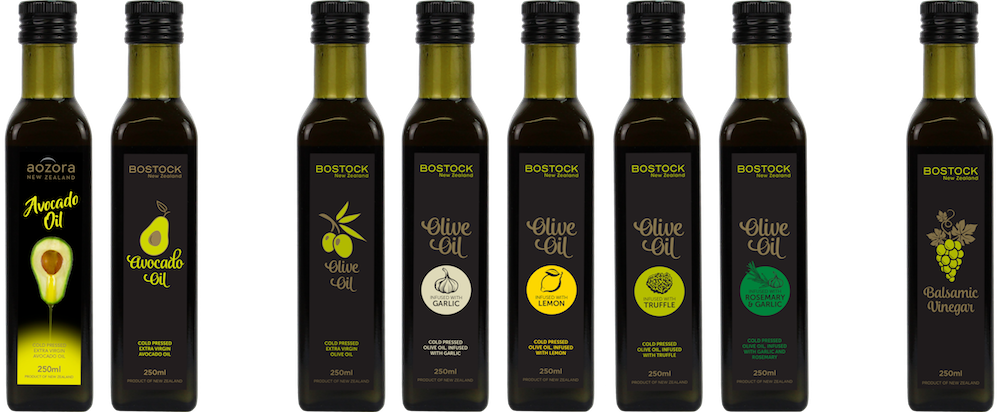 aozora
NEW ZEALAND
Avocado
Oil
COLD PRESSED
EXTRA VIRGIN
AVOCADO OIL
250ml
PRODUCT OF NEW ZEALAND
BOSTOCK
New Zealand
Avocado
Oil
COLD PRESSED
EXTRA VIRGIN
AVOCADO OIL
250ml
PRODUCT OF NEW ZEALAND
BOSTOCK
New Zealand
Olive
Oil
COLD PRESSED
EXTRA VIRGIN
OLIVE OIL
250ml
PRODUCT OF NEW ZEALAND
BOSTOCK
New Zealand
Olive
Oil
INFUSED WITH
GARLIC
COLD PRESSED
OLIVE OIL, INFUSED
WITH GARLIC
250ml
PRODUCT OF NEW ZEALAND
BOSTOCK
New Zealand
Olive
Oil
INFUSED WITH
LEMON
COLD PRESSED
OLIVE OIL, INFUSED
WITH LEMON
250ml
PRODUCT OF NEW ZEALAND
BOSTOCK
New Zealand
Olive
Oil
INFUSED WITH
TRUFFLE
COLD PRESSED
OLIVE OIL, INFUSED
WITH TRUFFLE
250ml
PRODUCT OF NEW ZEALAND
BOSTOCK
New Zealand
Olive
Oil
INFUSED WITH
ROSEMARY
& GARLIC
COLD PRESSED
OLIVE OIL, INFUSED
WITH GARLIC AND
ROSEMARY
250ml
PRODUCT OF NEW ZEALAND
BOSTOCK
New Zealand
Balsamic
Vinegar
250ml
PRODUCT OF NEW ZEALAND